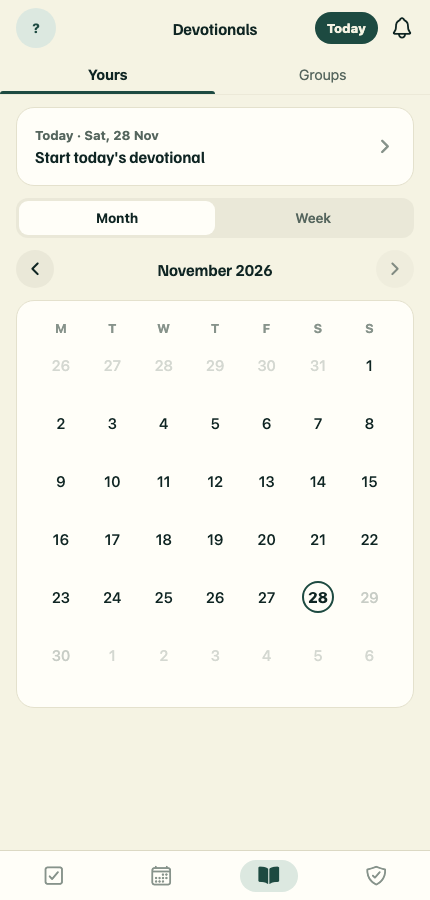 ? Devotionals Today
Yours Groups
Today · Sat, 28 Nov
Start today's devotional
Month Week
November 2026
M T W T F S S
26 27 28 29 30 31 1
2 3 4 5 6 7 8
9 10 11 12 13 14 15
16 17 18 19 20 21 22
23 24 25 26 27 28 29
30 1 2 3 4 5 6